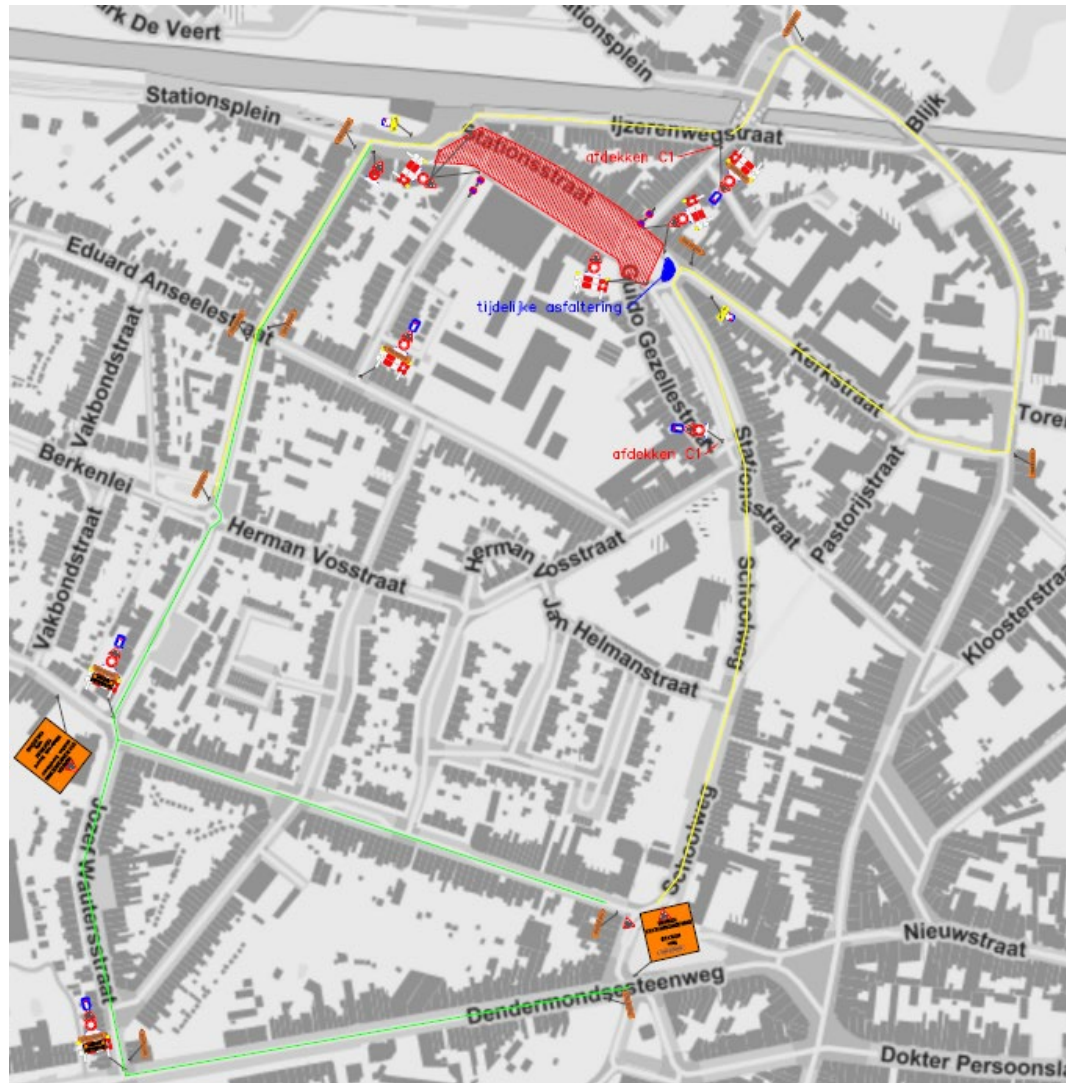 rk De Veert
Stationsplein
Stationsplein
Ijzerenwegstraat
Blijk
Stationsstraat
afdekken C1
Eduard Anseelestraat
tijdelijke asfaltering
Guido Gezellestraat
Kerkstraat
Vakbondstraat
Toren
Berkenlei
afdekken C1
Stationsstraat
Pastorijstraat
Herman Vosstraat
Herman Vosstraat
Vakbondstraat
Jan Helmanstraat
Schoolweg
Kloosterstraa
Jozef Wautersstraat
Schoolweg
Nieuwstraat
Dendermondsesteenweg
Dokter Persoonsla